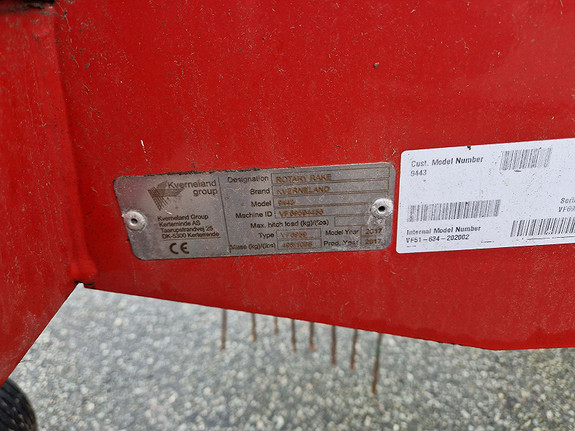 Kverneland
group
Kverneland Group
Kerteminde AS
Taarupstrandvej 25
DK-5300 Kerteminde
CE
Designation ROTARY RAKE
Brand KVERNELAND
Model 9443
Machine ID
Max. hitch load (kg)/(lbs)
Type Model Year 2017
Mass (kg)/(lbs) Prod. Year 2017
Cust. Model Number
9443
Serial
Internal Model Number
VF51-634-202002